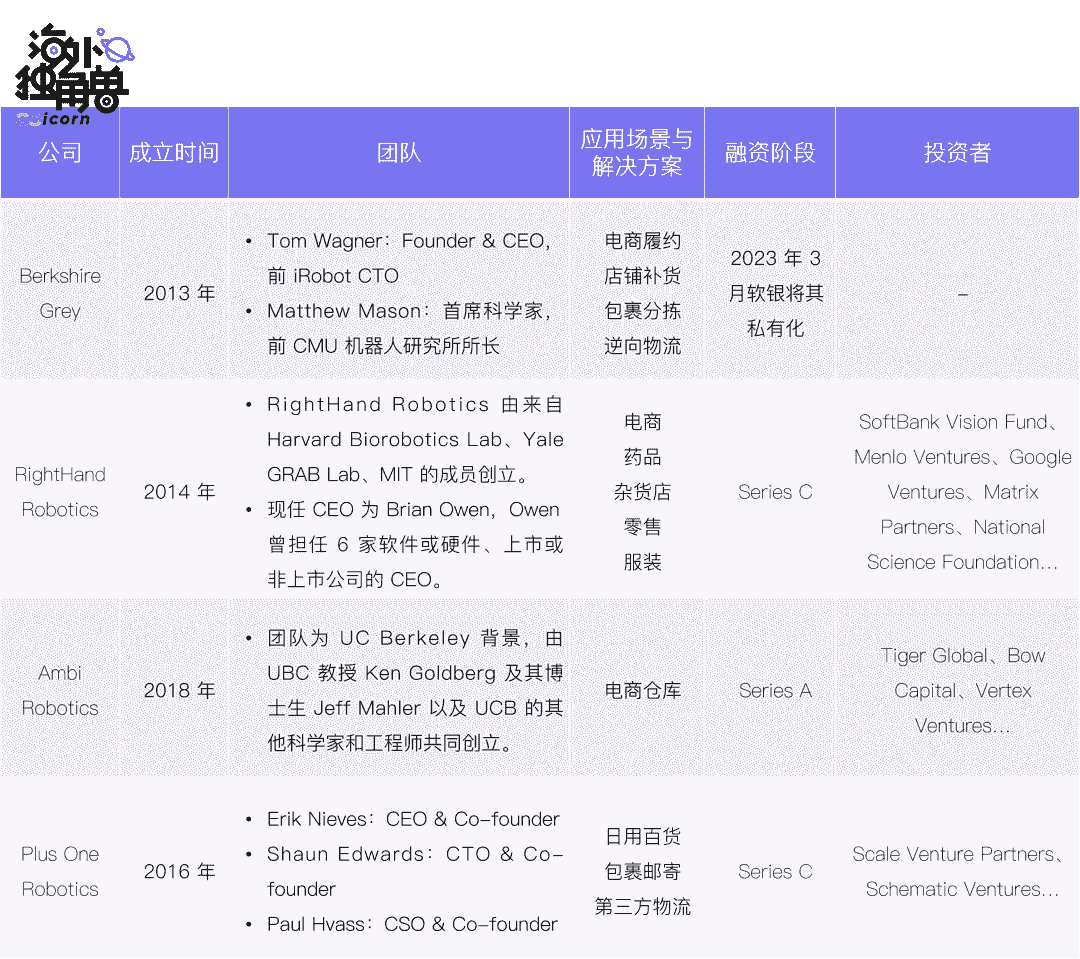 海外
独角兽
icorn
公司
成立时间
团队
应用场景与
解决方案
融资阶段
投资者
Berkshire
Grey
2013 年
• Tom Wagner：Founder & CEO，
前 iRobot CTO
• Matthew Mason：首席科学家，
前 CMU 机器人研究所所长
电商履约
店铺补货
包裹分拣
逆向物流
2023 年 3
月软银将其
私有化
–
RightHand
Robotics
2014 年
• RightHand Robotics 由来自
Harvard Biorobotics Lab、Yale
GRAB Lab、MIT 的成员创立。
• 现任 CEO 为 Brian Owen，Owen
曾担任 6 家软件或硬件、上市或
非上市公司的 CEO。
电商
药品
杂货店
零售
服装
Series C
SoftBank Vision Fund、
Menlo Ventures、Google
Ventures、Matrix
Partners、National
Science Foundation...
Ambi
Robotics
2018 年
• 团队为 UC Berkeley 背景，由
UBC 教授 Ken Goldberg 及其博
士生 Jeff Mahler 以及 UCB 的其
他科学家和工程师共同创立。
电商仓库
Series A
Tiger Global、Bow
Capital、Vertex
Ventures...
Plus One
Robotics
2016 年
• Erik Nieves：CEO & Co–founder
• Shaun Edwards：CTO & Co–
founder
• Paul Hvass：CSO & Co–founder
日用百货
包裹邮寄
第三方物流
Series C
Scale Venture Partners、
Schematic Ventures...